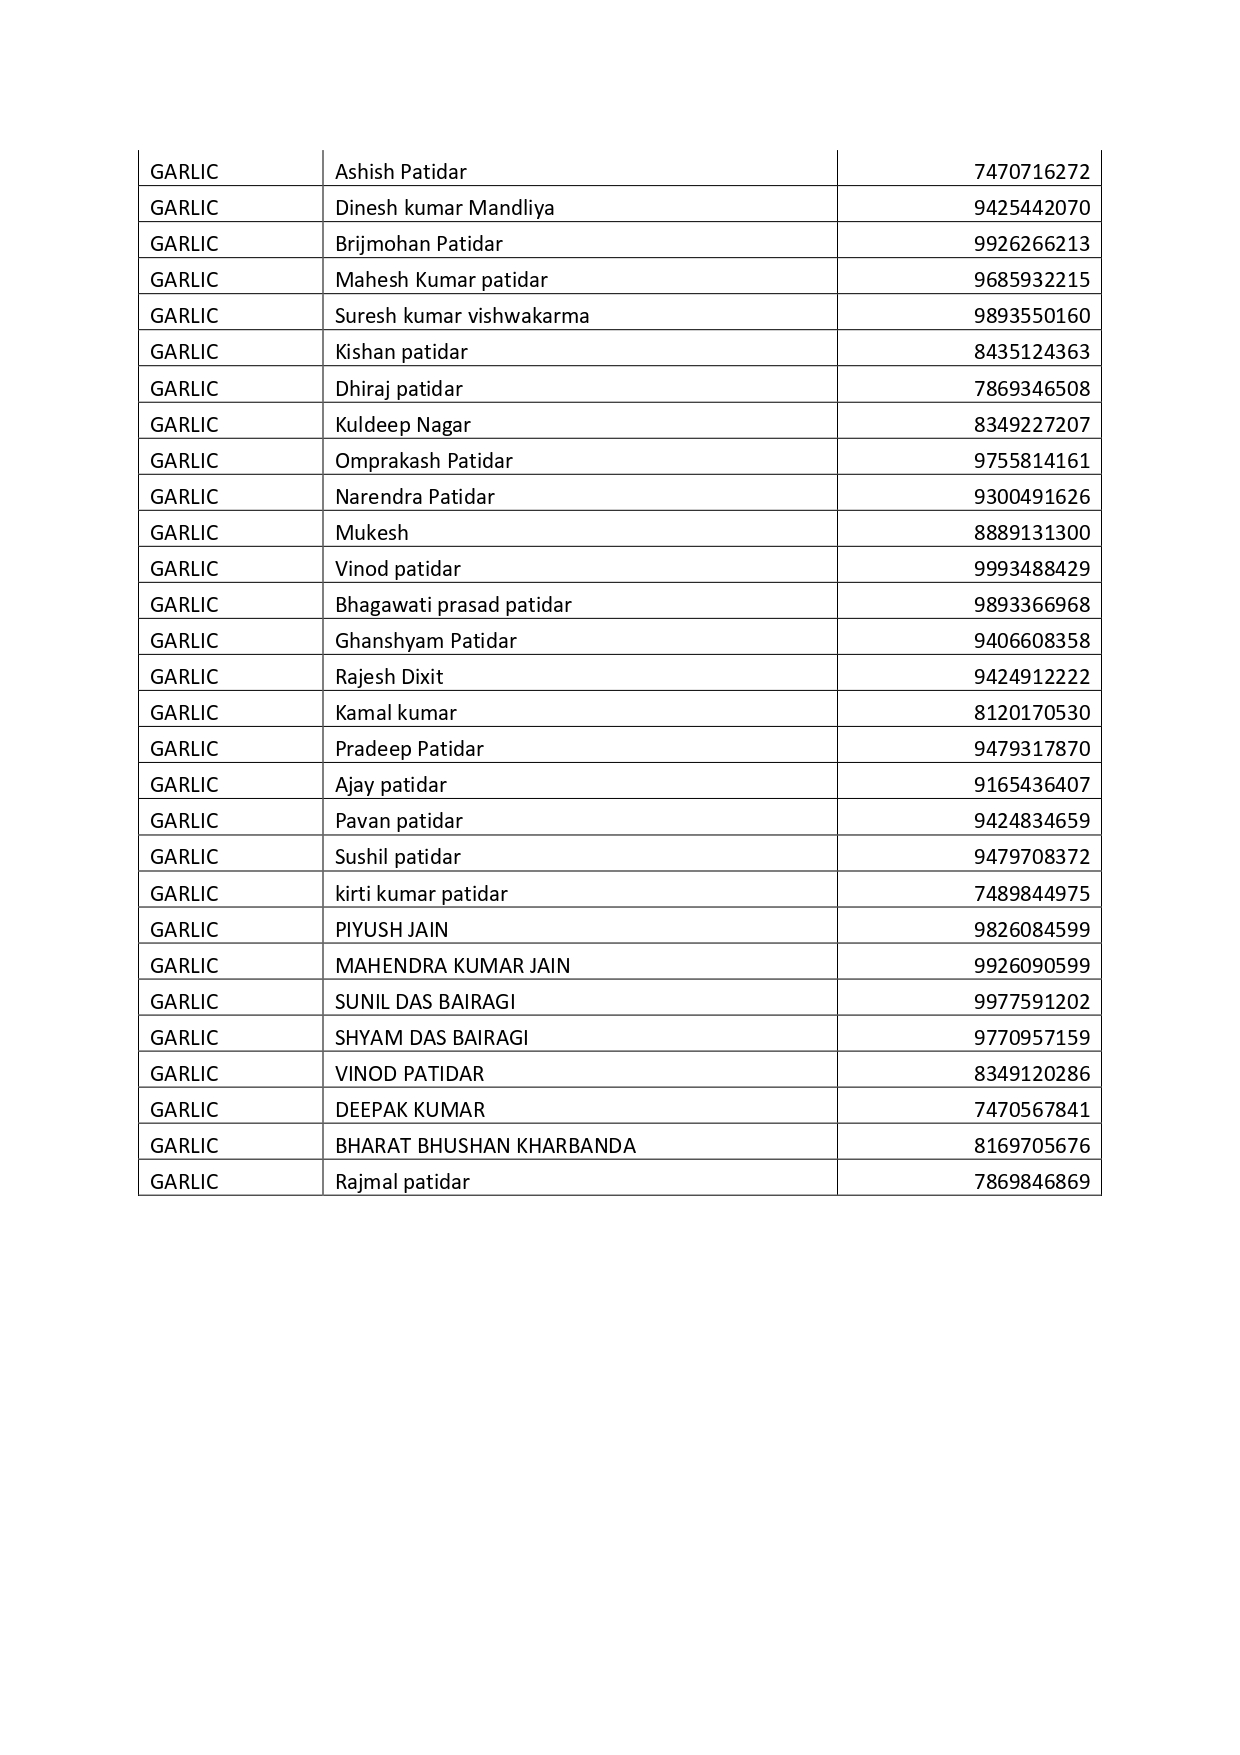 GARLIC Ashish Patidar 7470716272
GARLIC Dinesh kumar Mandliya 9425442070
GARLIC Brijmohan Patidar 9926266213
GARLIC Mahesh Kumar patidar 9685932215
GARLIC Suresh kumar vishwakarma 9893550160
GARLIC Kishan patidar 8435124363
GARLIC Dhiraj patidar 7869346508
GARLIC Kuldeep Nagar 8349227207
GARLIC Omprakash Patidar 9755814161
GARLIC Narendra Patidar 9300491626
GARLIC Mukesh 8889131300
GARLIC Vinod patidar 9993488429
GARLIC Bhagawati prasad patidar 9893366968
GARLIC Ghanshyam Patidar 9406608358
GARLIC Rajesh Dixit 9424912222
GARLIC Kamal kumar 8120170530
GARLIC Pradeep Patidar 9479317870
GARLIC Ajay patidar 9165436407
GARLIC Pavan patidar 9424834659
GARLIC Sushil patidar 9479708372
GARLIC kirti kumar patidar 7489844975
GARLIC PIYUSH JAIN 9826084599
GARLIC MAHENDRA KUMAR JAIN 9926090599
GARLIC SUNIL DAS BAIRAGI 9977591202
GARLIC SHYAM DAS BAIRAGI 9770957159
GARLIC VINOD PATIDAR 8349120286
GARLIC DEEPAK KUMAR 7470567841
GARLIC BHARAT BHUSHAN KHARBANDA 8169705676
GARLIC Rajmal patidar 7869846869